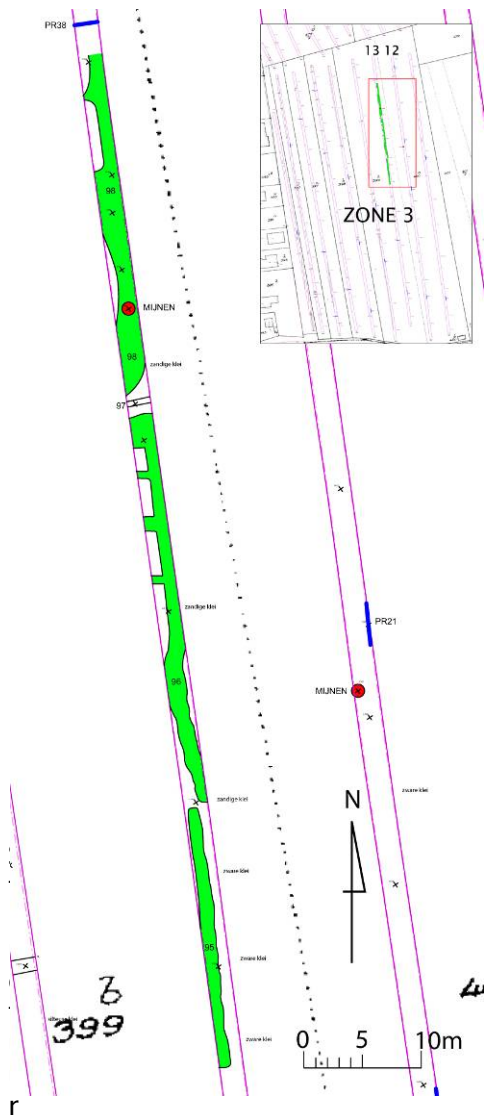 PR38
13 12
ZONE 3
98
MIJNEN
98
zandige klei
97
zandige klei
PR21
96
MIJNEN
zware klei
zandige klei
N
zware klei
95
zware klei
399
zware klei
0 5 10m
r